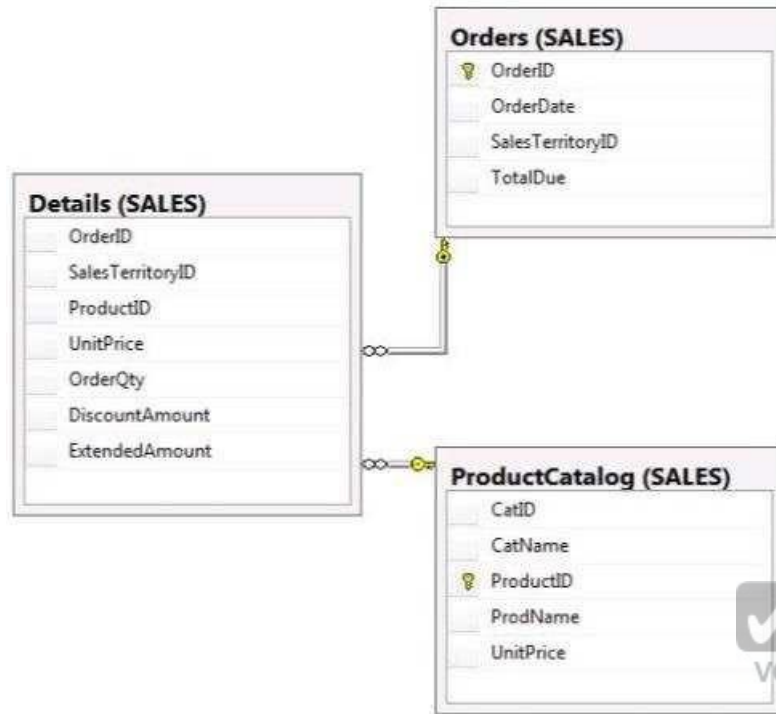 Orders (SALES)
OrderID
OrderDate
SalesTerritoryID
TotalDue
Details (SALES)
OrderID
SalesTerritoryID
ProductID
UnitPrice
OrderQty
DiscountAmount
ExtendedAmount
ProductCatalog (SALES)
CatID
CatName
ProductID
ProdName
UnitPrice